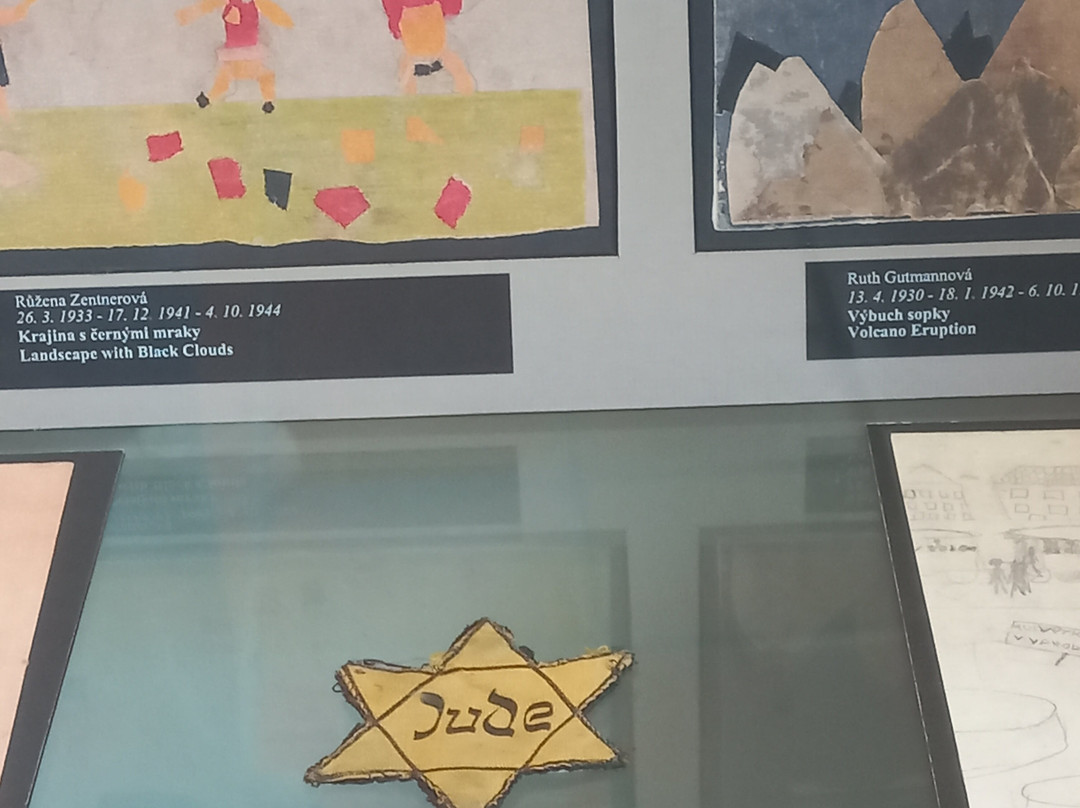 Růžena Zentnerová
26. 3. 1933 - 17. 12. 1941 - 4. 10. 1944
Krajina s černými mraky
Landscape with Black Clouds
Ruth Gutmannová
13. 4. 1930 - 18. 1. 1942 - 6. 10. 1
Výbuch sopky
Volcano Eruption
Jude